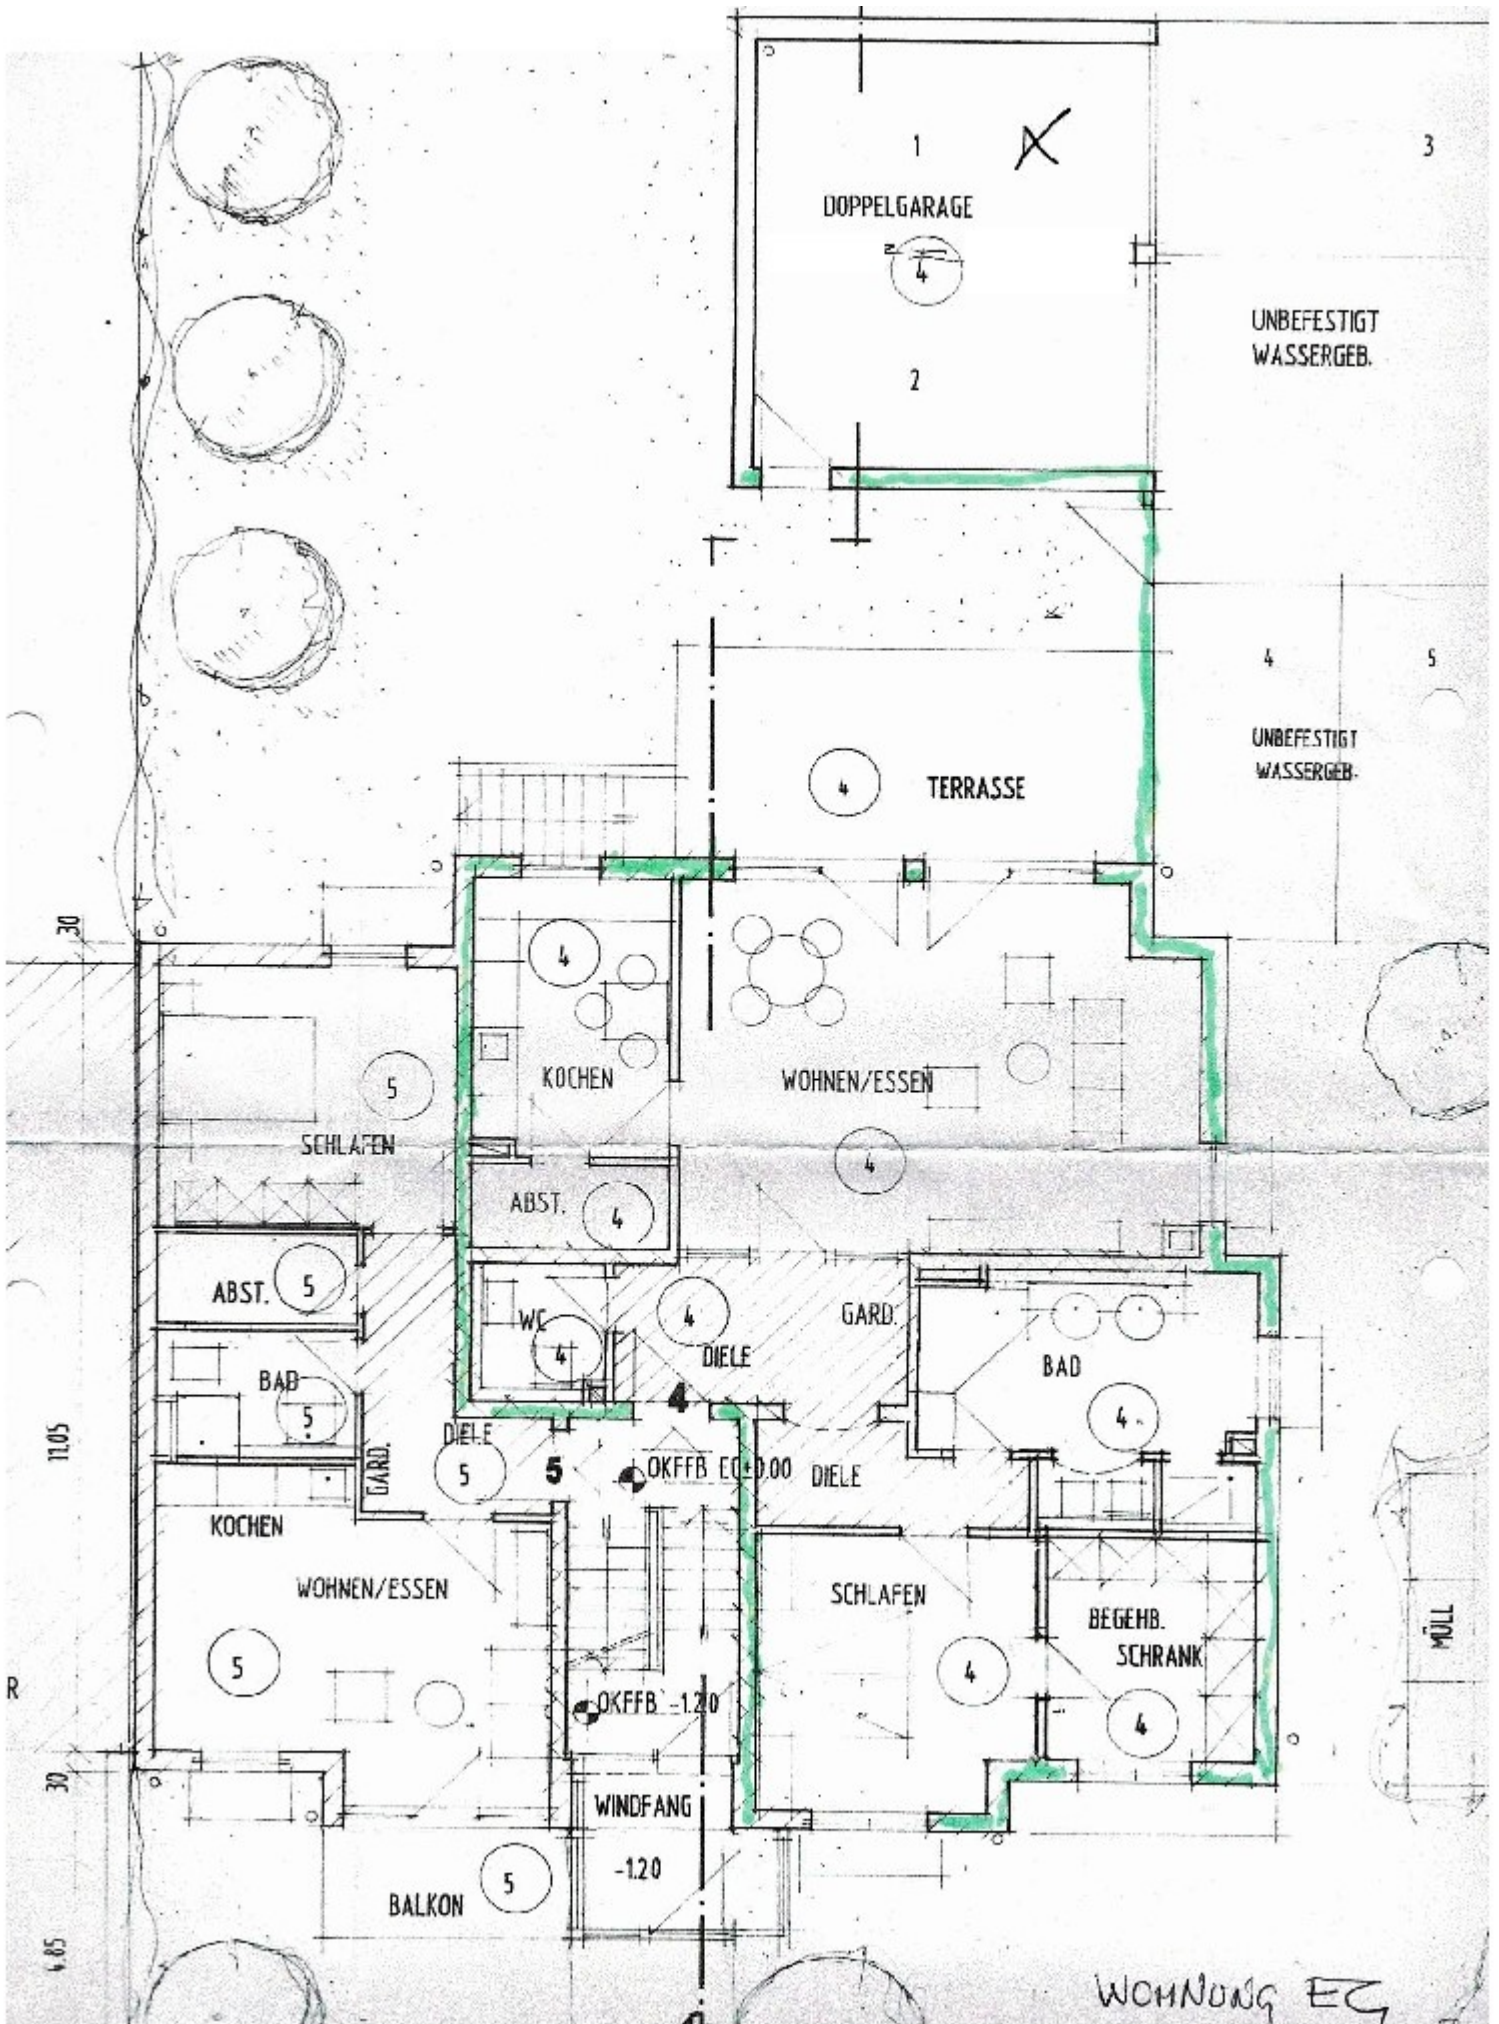 1
3
DOPPELGARAGE
4
2
UNBEFESTIGT
WASSERGEB.
4
5
UNBEFESTIGT
WASSERGEB.
4
TERRASSE
30
4
KOCHEN
WOHNEN/ESSEN
5
SCHLAFEN
4
ABST.
4
ABST.
5
WC
4
4
GARD.
DIELE
BAD
4
BAD
5
4
11.05
DIELE
GARD.
5
5
OKFFB EG±0.00
DIELE
KOCHEN
WOHNEN/ESSEN
SCHLAFEN
BEGEHB.
SCHRANK
MÜLL
5
4
4
R
OKFFB -1.20
30
WINDFANG
-1.20
5
BALKON
4.85
WOHNUNG EG